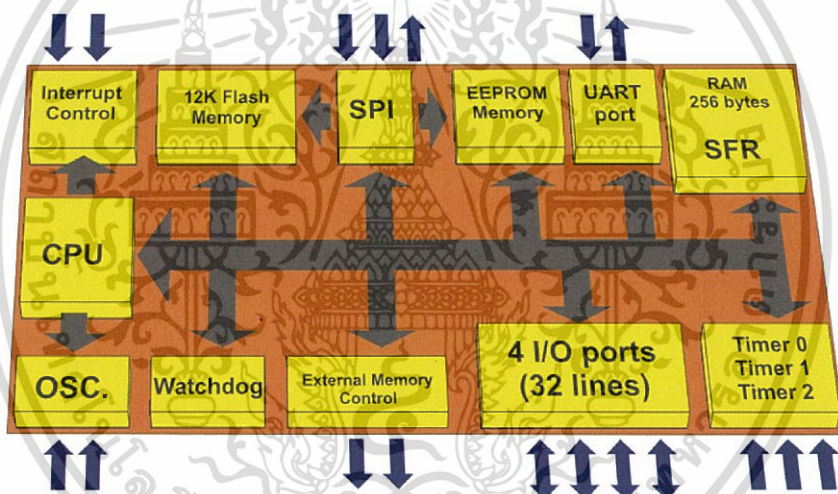 Interrupt
Control
12K Flash
Memory
SPI
EEPROM
Memory
UART
port
RAM
256 bytes
SFR
CPU
OSC.
Watchdog
External Memory
Control
4 I/O ports
(32 lines)
Timer 0
Timer 1
Timer 2